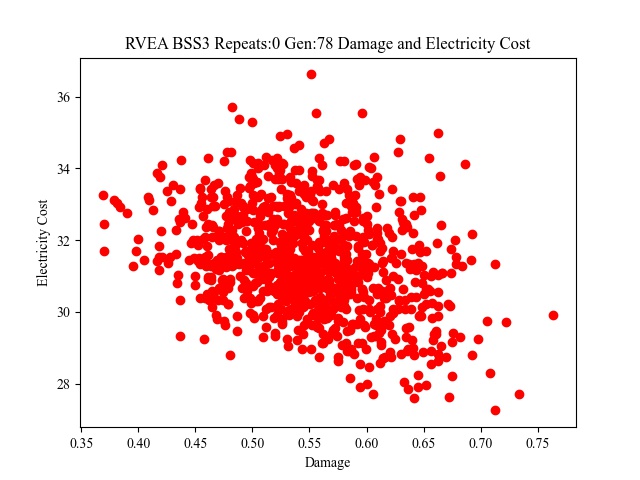 RVEA BSS3 Repeats:0 Gen:78 Damage and Electricity Cost
36
34
32
30
28
Electricity Cost
0.35 0.40 0.45 0.50 0.55 0.60 0.65 0.70 0.75
Damage